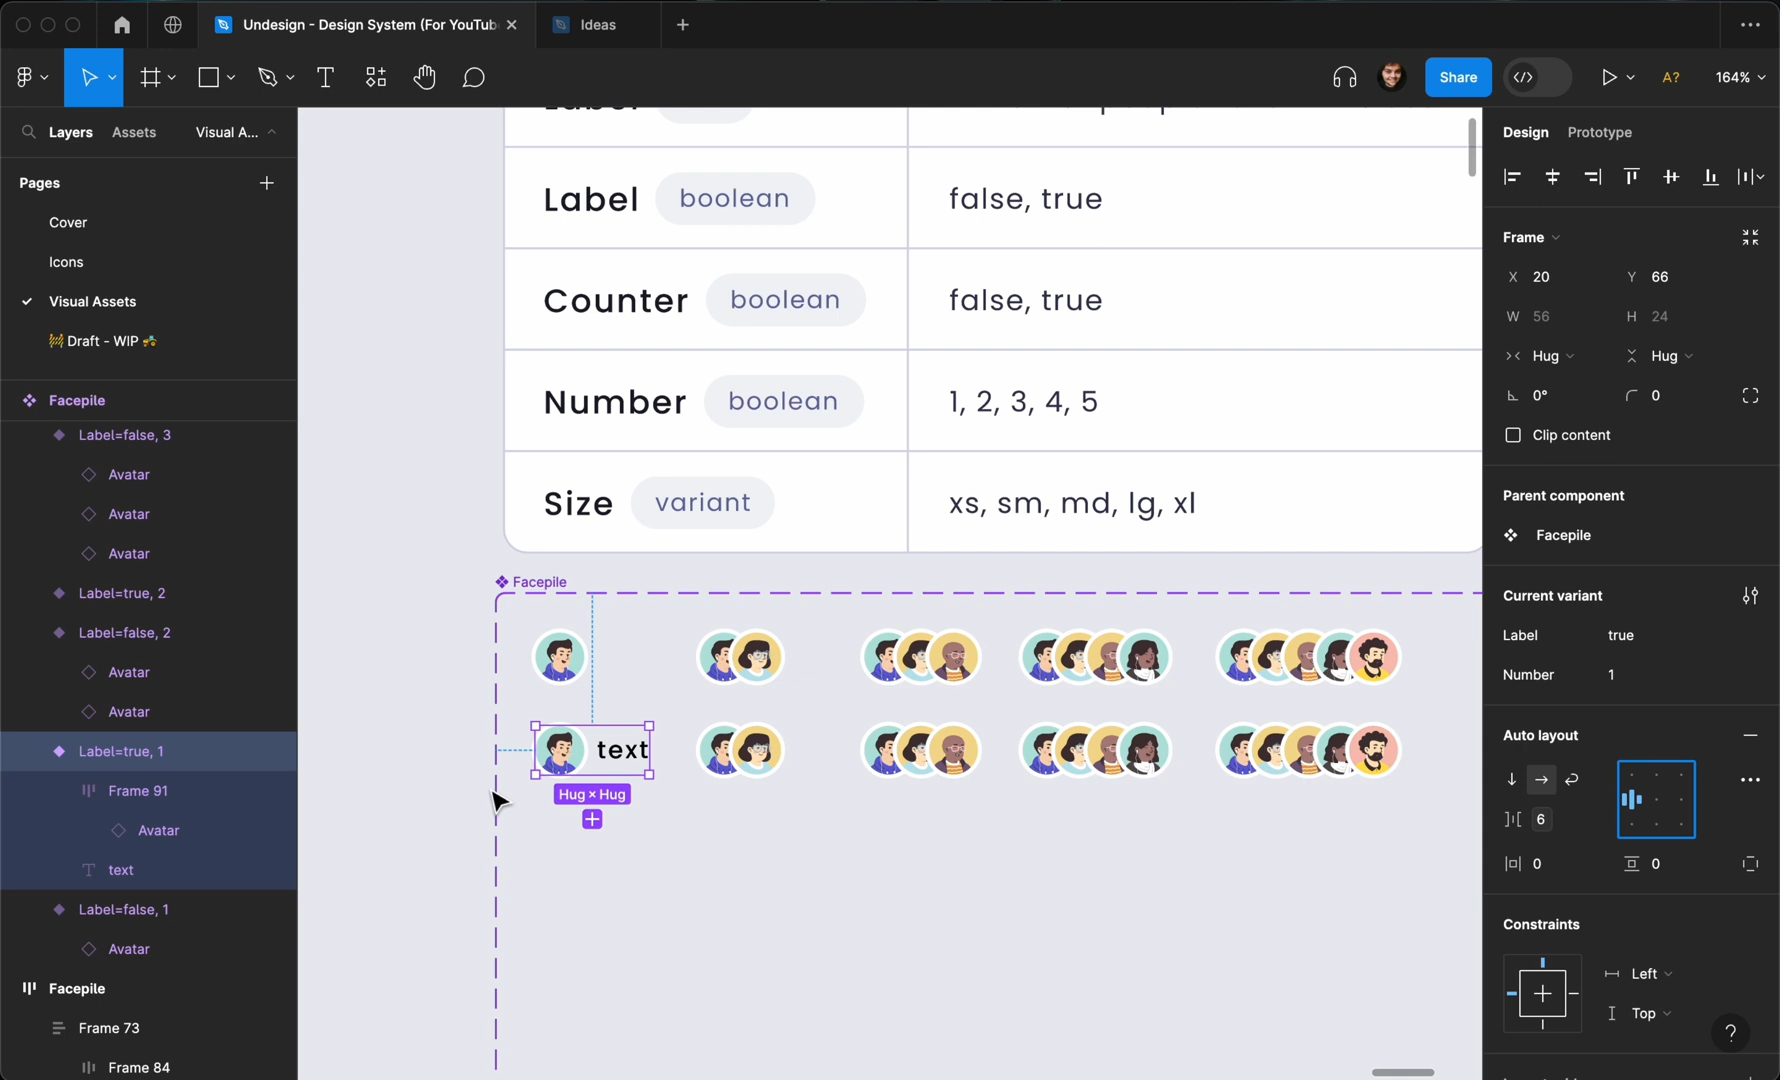 Undesign - Design System (For YouTub
Ideas
Share
A?
164%
Layers
Assets
Visual A...
Pages
Cover
Icons
Visual Assets
🚧 Draft - WIP 🚜
Facepile
Label=false, 3
Avatar
Avatar
Avatar
Label=true, 2
Label=false, 2
Avatar
Avatar
Label=true, 1
Frame 91
Avatar
text
Label=false, 1
Avatar
Facepile
Frame 73
Frame 84
Label boolean false, true
Counter boolean false, true
Number boolean 1, 2, 3, 4, 5
Size variant xs, sm, md, lg, xl
Facepile
text
Hug × Hug
Design
Prototype
Frame
X 20 Y 66
W 56 H 24
Hug Hug
0° 0
Clip content
Parent component
Facepile
Current variant
Label true
Number 1
Auto layout
6
0 0
Constraints
Left
Top
?